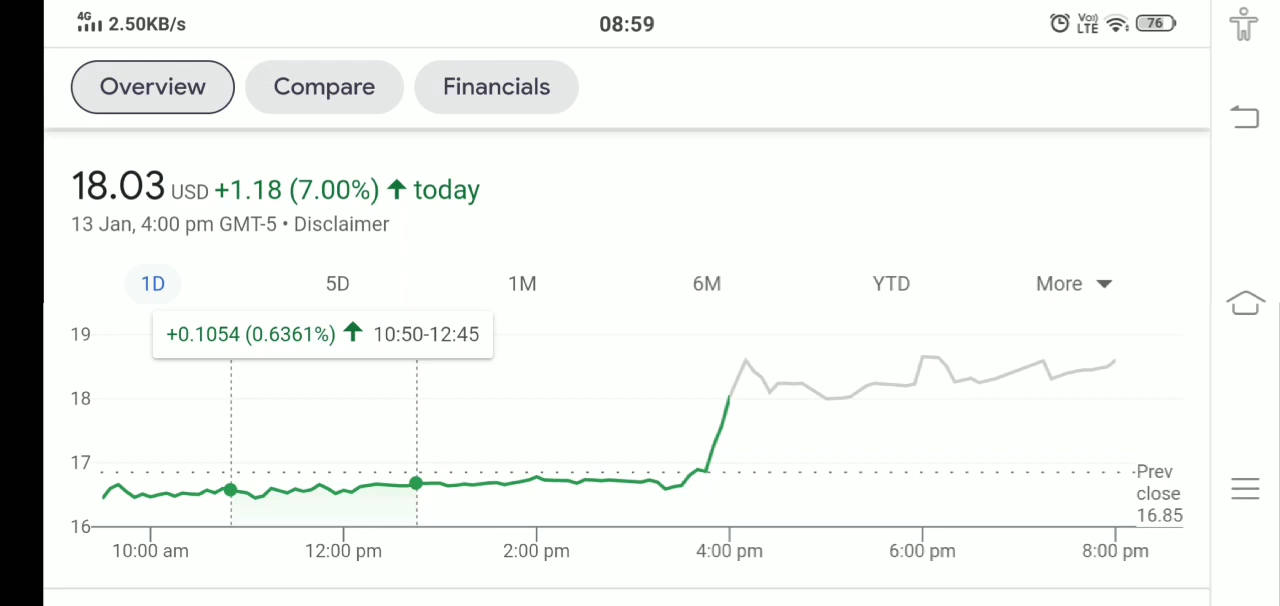 4G 2.50KB/s 08:59 Vo)) LTE 76
Overview Compare Financials
18.03 USD +1.18 (7.00%) ↑ today
13 Jan, 4:00 pm GMT-5 • Disclaimer
1D 5D 1M 6M YTD More
+0.1054 (0.6361%) ↑ 10:50-12:45
19
18
17
16
Prev
close
16.85
10:00 am 12:00 pm 2:00 pm 4:00 pm 6:00 pm 8:00 pm